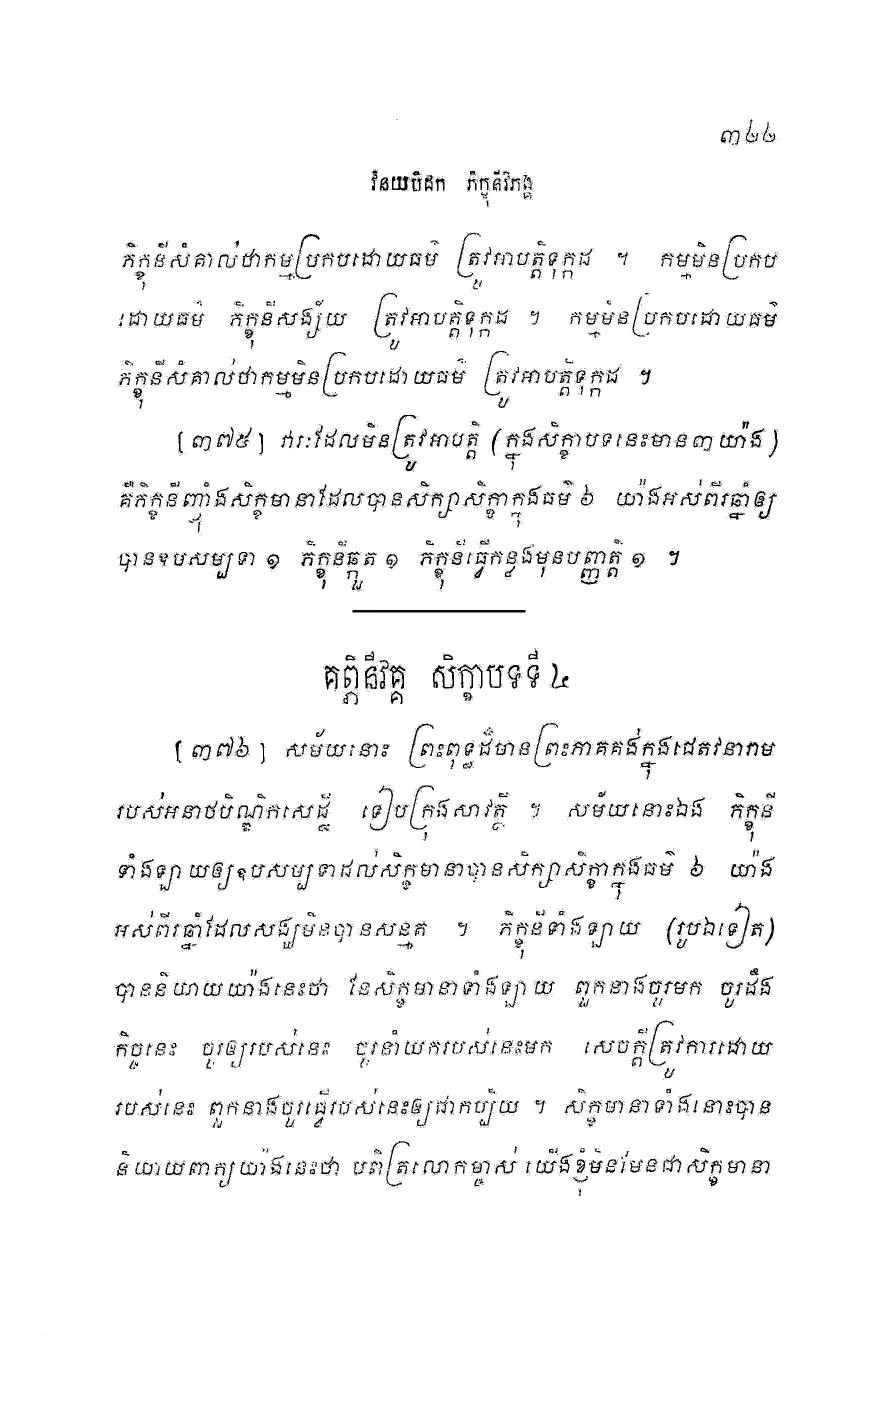 ៣២២
វិនយបិដក ភិក្ខុនីវិភង្គ
ភិក្ខុនីសំគាល់ថាកម្មប្រកបដោយធម៌ ត្រូវអាបត្តិទុក្កដ ។ កម្មមិនប្រកប
ដោយធម៌ ភិក្ខុនីសង្ស័យ ត្រូវអាបត្តិទុក្កដ ។ កម្មមិនប្រកបដោយធម៌
ភិក្ខុនីសំគាល់ថាកម្មមិនប្រកបដោយធម៌ ត្រូវអាបត្តិទុក្កដ ៕
[៣៧៥] រីឯដែលមិនត្រូវអាបត្តិ (ក្នុងសិក្ខាបទនេះមាន៣យ៉ាង)
គឺភិក្ខុនីញុំាងសិក្ខមានាដែលបានសិក្សាសិក្ខាក្នុងធម៌ ៦ យ៉ាងអស់ពីរឆ្នាំឲ្យ
បានឧបសម្បទា ១ ភិក្ខុនីឆ្កួត ១ ភិក្ខុនីធ្វើកន្លងមុនបញ្ញត្តិ ១ ៕
គព្ភិនីវគ្គ សិក្ខាបទទី ៤
[៣៧៦] សម័យនោះ ព្រះពុទ្ធដ៏មានព្រះភាគគង់ក្នុងជេតវនារាម
របស់អនាថបិណ្ឌិកសេដ្ឋី ទៀបក្រុងសាវត្ថី ។ សម័យនោះឯង ភិក្ខុនី
ទាំងឡាយឲ្យឧបសម្បទាដល់សិក្ខមានាបានសិក្សាសិក្ខាក្នុងធម៌ ៦ យ៉ាង
អស់ពីរឆ្នាំដែលសង្ឃមិនបានសន្មត ។ ភិក្ខុនីទាំងឡាយ (រូបឯទៀត)
បាននិយាយយ៉ាងនេះថា នែសិក្ខមានាទាំងឡាយ ពួកនាងចូរមក ចូរដឹង
កិច្ចនេះ ចូរឲ្យរបស់នេះ ចូរនាំយករបស់នេះមក សេចក្តីត្រូវការដោយ
របស់នេះ ពួកនាងចូរធ្វើរបស់នេះឲ្យជាកប្បិយ ។ សិក្ខមានាទាំងនោះបាន
និយាយពាក្យយ៉ាងនេះថា បពិត្រលោកម្ចាស់ យើងខ្ញុំមិនមែនជាសិក្ខមានា